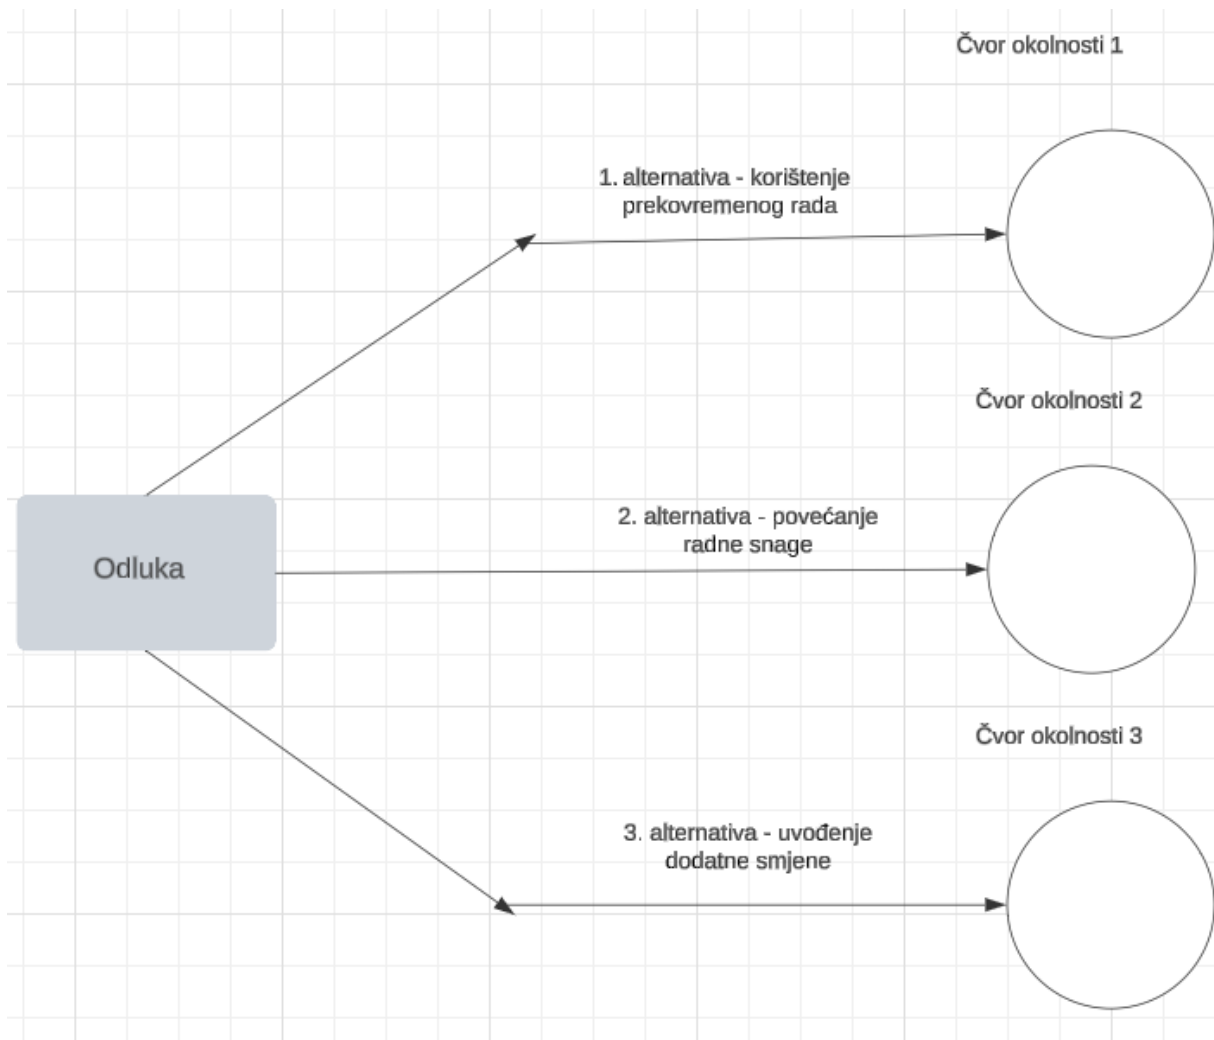 Čvor okolnosti 1
1. alternativa - korištenje
prekovremenog rada
Čvor okolnosti 2
2. alternativa - povećanje
radne snage
Odluka
Čvor okolnosti 3
3. alternativa - uvođenje
dodatne smjene